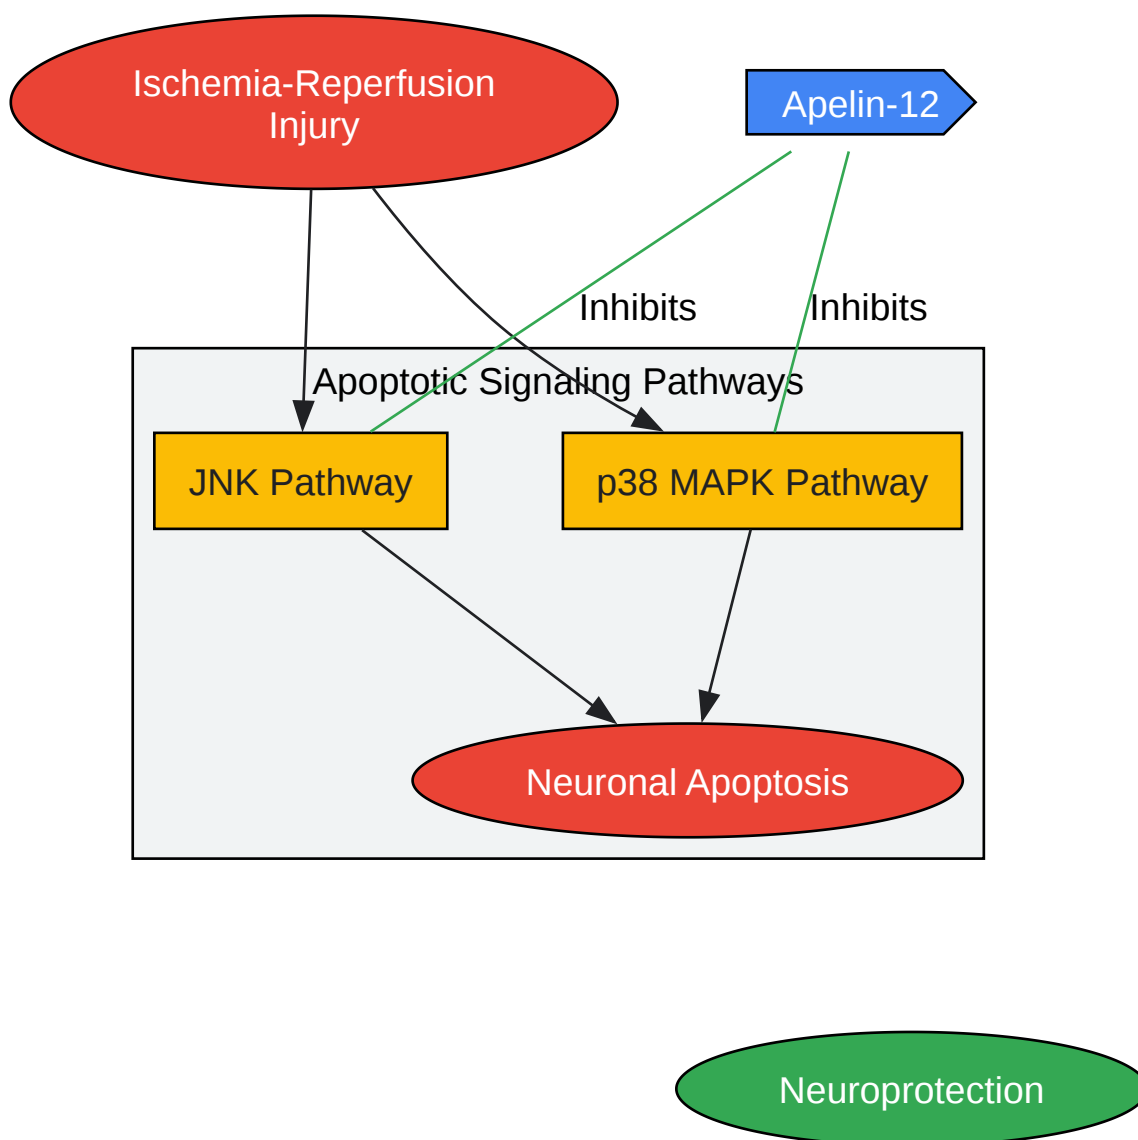 Ischemia-Reperfusion
Injury
Apelin-12
Inhibits
Inhibits
Apoptotic Signaling Pathways
JNK Pathway
p38 MAPK Pathway
Neuronal Apoptosis
Neuroprotection